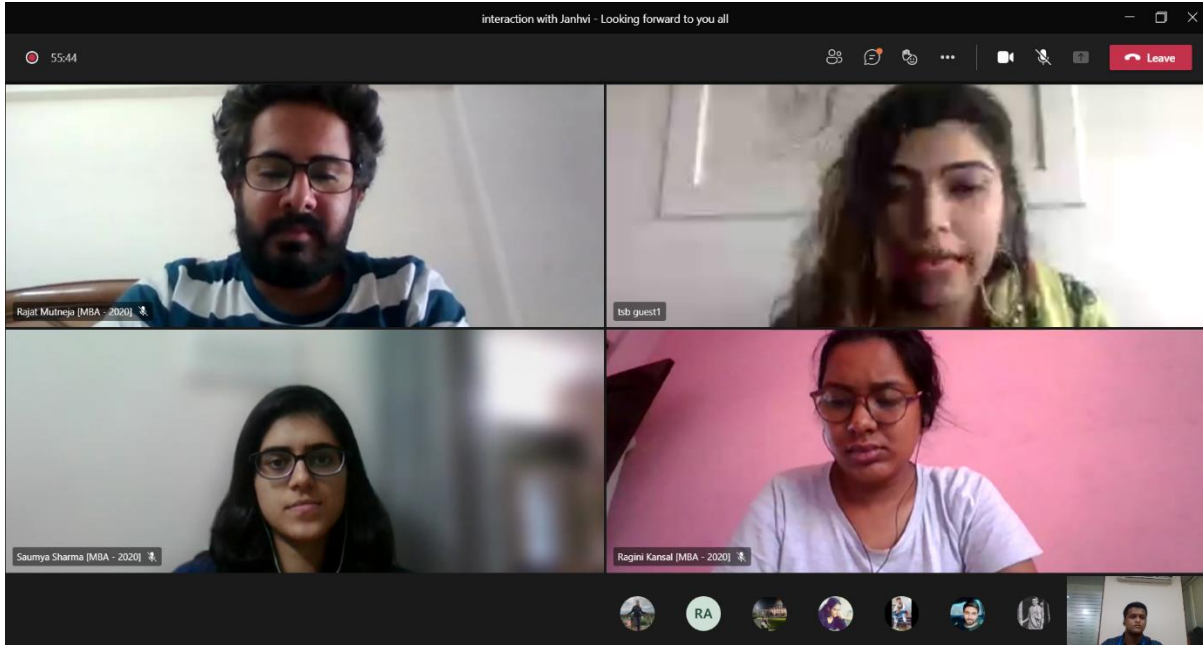 interaction with Janhvi - Looking forward to you all
55:44
Leave
Rajat Mutneja [MBA - 2020]
tsb guest1
Saumya Sharma [MBA - 2020]
Ragini Kansal [MBA - 2020]
RA